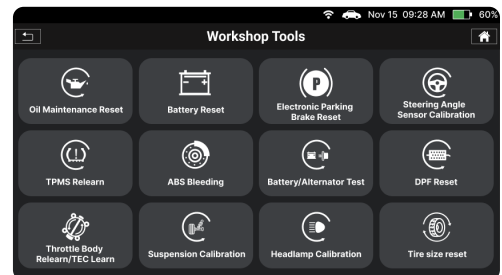 Nov 15 09:28 AM 60%
Workshop Tools
Oil Maintenance Reset
Battery Reset
P
Electronic Parking
Brake Reset
Steering Angle
Sensor Calibration
TPMS Relearn
ABS Bleeding
Battery/Alternator Test
DPF Reset
Throttle Body
Relearn/TEC Learn
Suspension Calibration
Headlamp Calibration
Tire size reset